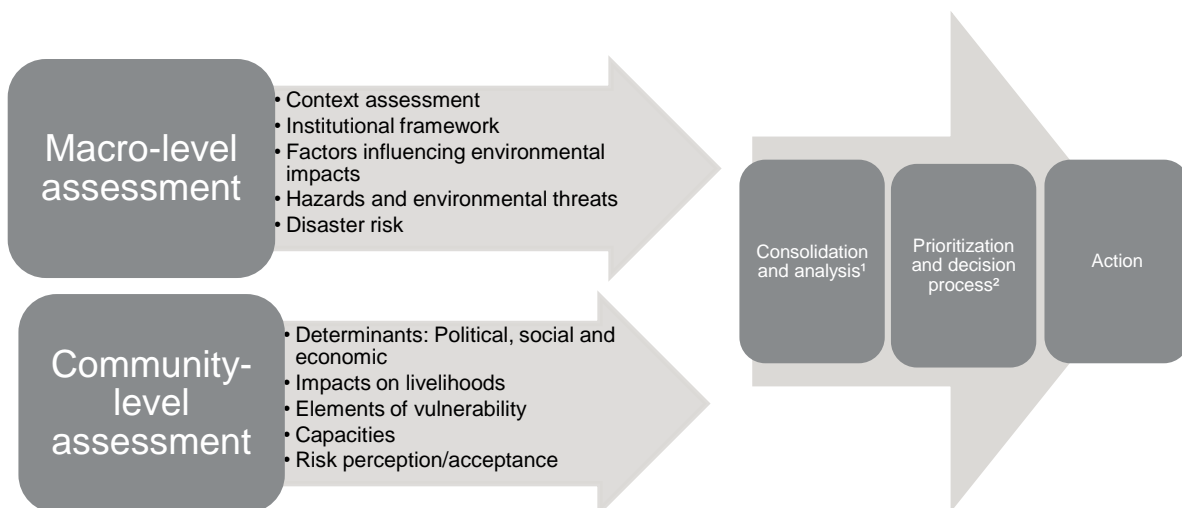 Macro-level
assessment
• Context assessment
• Institutional framework
• Factors influencing environmental
impacts
• Hazards and environmental threats
• Disaster risk
Community-
level
assessment
• Determinants: Political, social and
economic
• Impacts on livelihoods
• Elements of vulnerability
• Capacities
• Risk perception/acceptance
Consolidation
and analysis¹
Prioritization
and decision
process²
Action